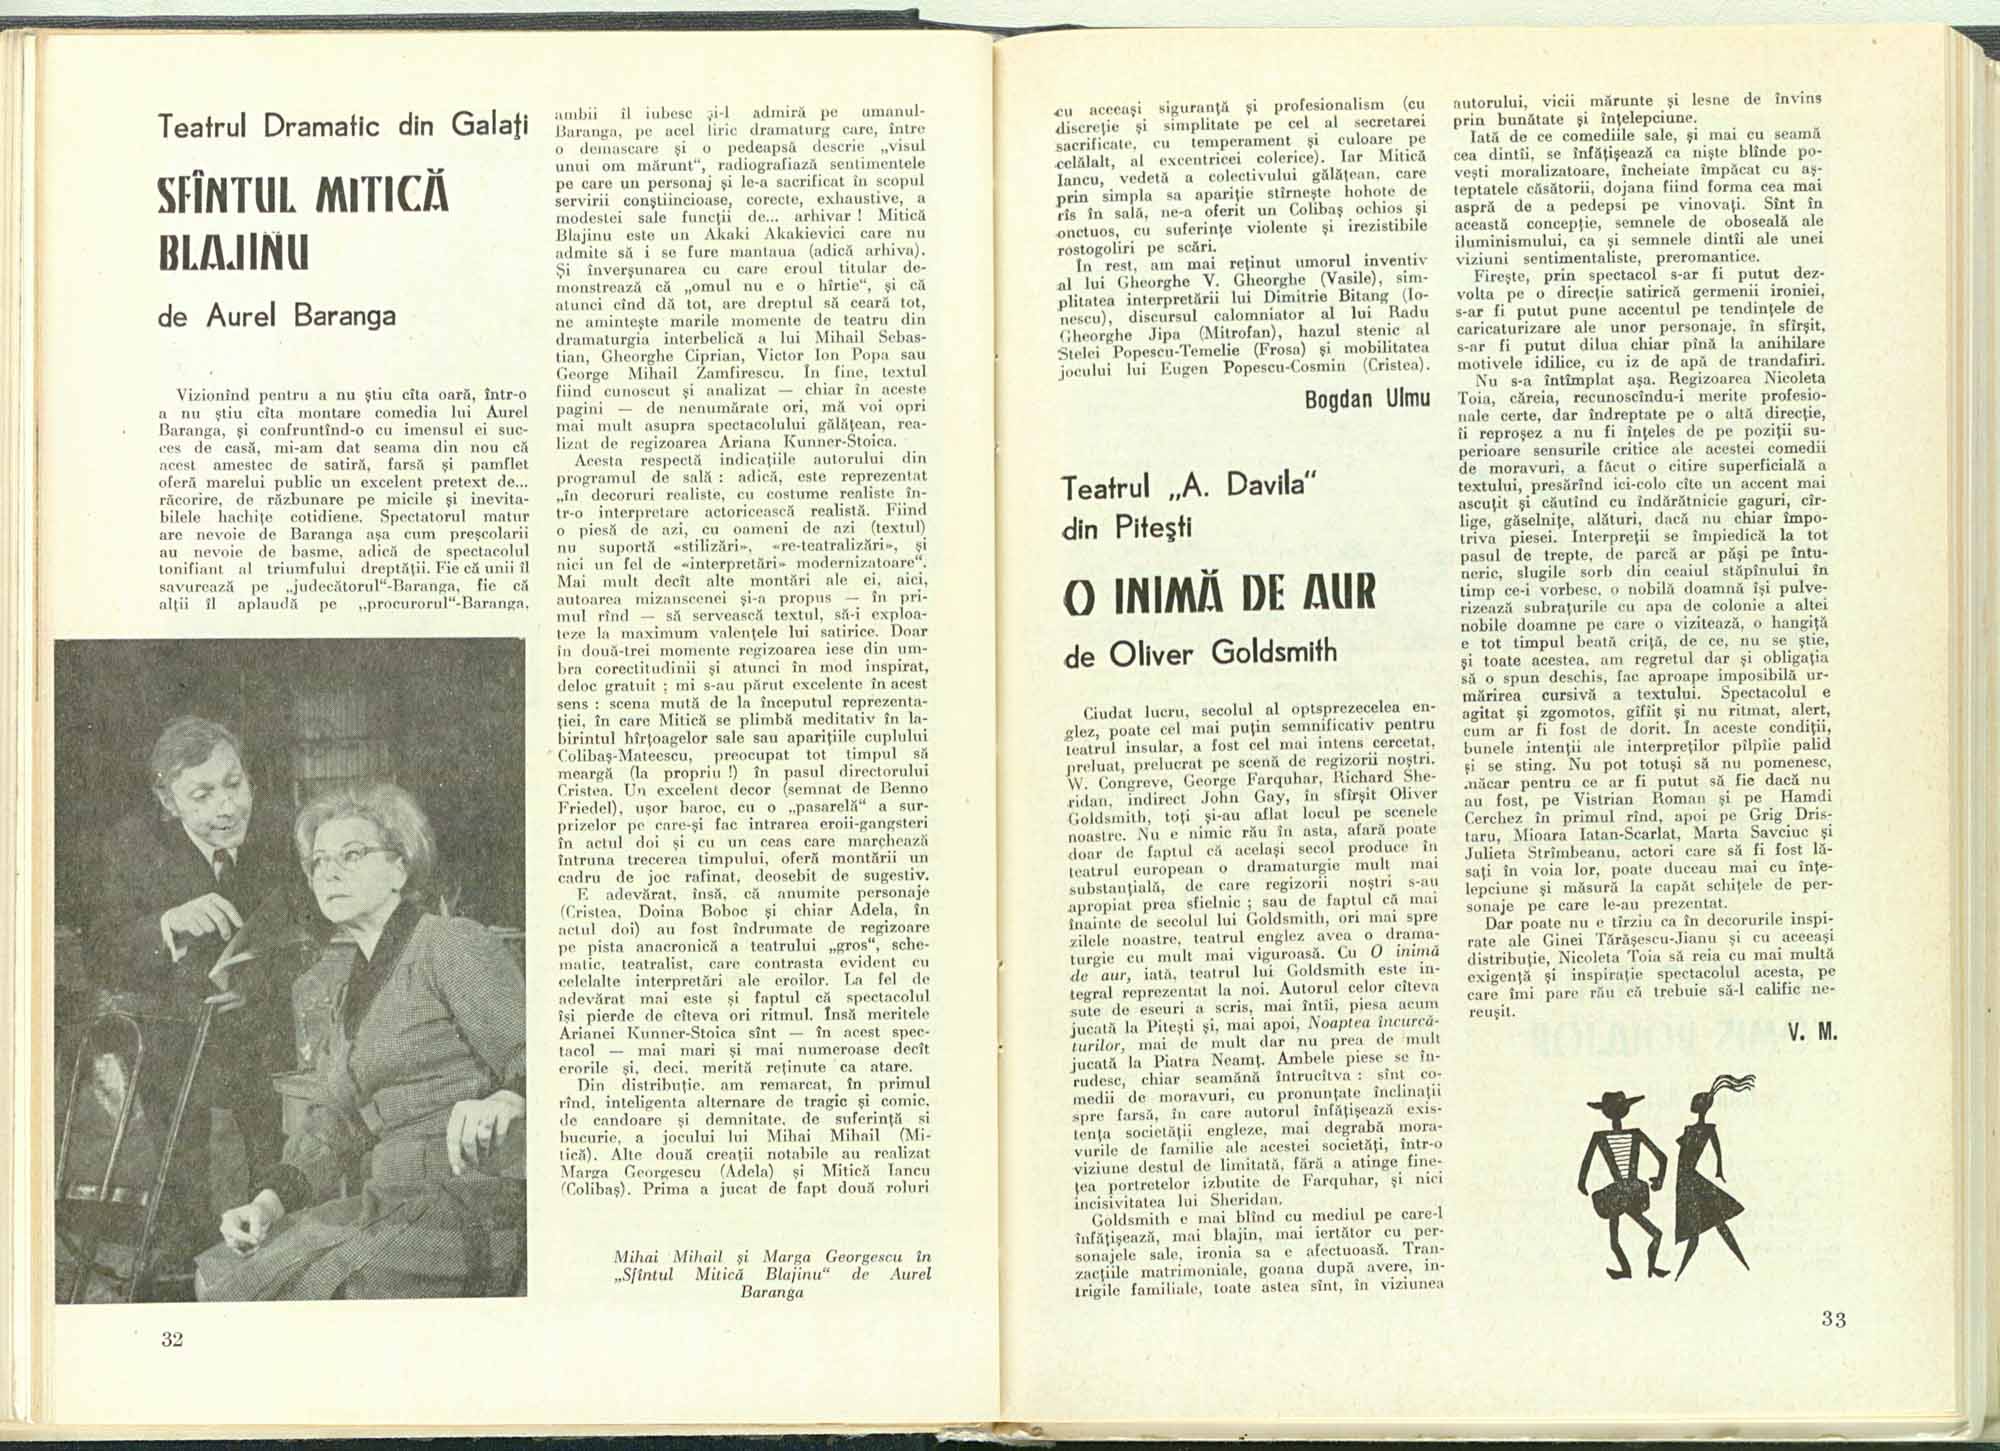 Teatrul Dramatic din Galaţi
SFÎNTUL MITICĂ
BLAJINU
de Aurel Baranga
Vizionînd pentru a nu ştiu cîta oară, într-o
a nu ştiu cîta montare comedia lui Aurel
Baranga, şi confruntînd-o cu imensul ei suc-
ces de casă, mi-am dat seama din nou că
acest amestec de satiră, farsă şi pamflet
oferă marelui public un excelent pretext de...
răcorire, de răzbunare pe micile şi inevita-
bilele hachiţe cotidiene. Spectatorul matur
are nevoie de Baranga aşa cum preşcolarii
au nevoie de basme, adică de spectacolul
tonifiant al triumfului dreptăţii. Fie că unii îl
savurează pe „judecătorul“-Baranga, fie că
alţii îl aplaudă pe „procurorul“-Baranga,
ambii îl iubesc şi-l admiră pe umanul-
Baranga, pe acel liric dramaturg care, între
o demascare şi o pedeapsă descrie „visul
unui om mărunt“, radiografiază sentimentele
pe care un personaj şi le-a sacrificat în scopul
servirii conştiincioase, corecte, exhaustive, a
modestei sale funcţii de... arhivar ! Mitică
Blajinu este un Akaki Akakievici care nu
admite să i se fure mantaua (adică arhiva).
Şi înverşunarea cu care eroul titular de-
monstrează că „omul nu e o hîrtie“, şi că
atunci cînd dă tot, are dreptul să ceară tot,
ne aminteşte marile momente de teatru din
dramaturgia interbelică a lui Mihail Sebas-
tian, Gheorghe Ciprian, Victor Ion Popa sau
George Mihail Zamfirescu. În fine, textul
fiind cunoscut şi analizat — chiar în aceste
pagini — de nenumărate ori, mă voi opri
mai mult asupra spectacolului gălăţean, rea-
lizat de regizoarea Ariana Kunner-Stoica.
Acesta respectă indicaţiile autorului din
programul de sală : adică, este reprezentat
„în decoruri realiste, cu costume realiste în-
tr-o interpretare actoricească realistă. Fiind
o piesă de azi, cu oameni de azi (textul)
nu suportă «stilizări», «re-teatralizări», şi
nici un fel de «interpretări» modernizatoare“.
Mai mult decît alte montări ale ei, aici,
autoarea mizanscenei şi-a propus — în pri-
mul rînd — să servească textul, să-i exploa-
teze la maximum valenţele lui satirice. Doar
în două-trei momente regizoarea iese din um-
bra corectitudinii şi atunci în mod inspirat,
deloc gratuit ; mi s-au părut excelente în acest
sens : scena mută de la începutul reprezenta-
ţiei, în care Mitică se plimbă meditativ în la-
birintul hîrţoagelor sale sau apariţiile cuplului
Colibaş-Mateescu, preocupat tot timpul să
meargă (la propriu !) în pasul directorului
Cristea. Un excelent decor (semnat de Benno
Friedel), uşor baroc, cu o „pasarelă“ a sur-
prizelor pe care-şi fac intrarea eroii-gangsteri
în actul doi şi cu un ceas care marchează
întruna trecerea timpului, oferă montării un
cadru de joc rafinat, deosebit de sugestiv.
E adevărat, însă, că anumite personaje
(Cristea, Doina Boboc şi chiar Adela, în
actul doi) au fost îndrumate de regizoare
pe pista anacronică a teatrului „gros“, sche-
matic, teatralist, care contrasta evident cu
celelalte interpretări ale eroilor. La fel de
adevărat mai este şi faptul că spectacolul
îşi pierde de cîteva ori ritmul. Însă meritele
Arianei Kunner-Stoica sînt — în acest spec-
tacol — mai mari şi mai numeroase decît
erorile şi, deci, merită reţinute ca atare.
Din distribuţie, am remarcat, în primul
rînd, inteligenta alternare de tragic şi comic,
de candoare şi demnitate, de suferinţă si
bucurie, a jocului lui Mihai Mihail (Mi-
tică). Alte două creaţii notabile au realizat
Marga Georgescu (Adela) şi Mitică Iancu
(Colibaş). Prima a jucat de fapt două roluri
Mihai Mihail şi Marga Georgescu în
„Sfîntul Mitică Blajinu“ de Aurel
Baranga
32
cu aceeaşi siguranţă şi profesionalism (cu
discreţie şi simplitate pe cel al secretarei
sacrificate, cu temperament şi culoare pe
celălalt, al excentricei colerice). Iar Mitică
Iancu, vedetă a colectivului gălăţean, care
prin simpla sa apariţie stîrneşte hohote de
rîs în sală, ne-a oferit un Colibaş ochios şi
onctuos, cu suferinţe violente şi irezistibile
rostogoliri pe scări.
În rest, am mai reţinut umorul inventiv
al lui Gheorghe V. Gheorghe (Vasile), sim-
plitatea interpretării lui Dimitrie Bitang (Io-
nescu), discursul calomniator al lui Radu
Gheorghe Jipa (Mitrofan), hazul stenic al
Stelei Popescu-Temelie (Frosa) şi mobilitatea
jocului lui Eugen Popescu-Cosmin (Cristea).
Bogdan Ulmu
Teatrul „A. Davila“
din Piteşti
O INIMĂ DE AUR
de Oliver Goldsmith
Ciudat lucru, secolul al optsprezecelea en-
glez, poate cel mai puţin semnificativ pentru
teatrul insular, a fost cel mai intens cercetat,
preluat, prelucrat pe scenă de regizorii noştri.
W. Congreve, George Farquhar, Richard She-
ridan, indirect John Gay, în sfîrşit Oliver
Goldsmith, toţi şi-au aflat locul pe scenele
noastre. Nu e nimic rău în asta, afară poate
doar de faptul că acelaşi secol produce în
teatrul european o dramaturgie mult mai
substanţială, de care regizorii noştri s-au
apropiat prea sfielnic ; sau de faptul că mai
înainte de secolul lui Goldsmith, ori mai spre
zilele noastre, teatrul englez avea o drama-
turgie cu mult mai viguroasă. Cu O inimă
de aur, iată, teatrul lui Goldsmith este in-
tegral reprezentat la noi. Autorul celor cîteva
sute de eseuri a scris, mai întîi, piesa acum
jucată la Piteşti şi, mai apoi, Noaptea încurcă-
turilor, mai de mult dar nu prea de mult
jucată la Piatra Neamţ. Ambele piese se în-
rudesc, chiar seamănă întrucîtva : sînt co-
medii de moravuri, cu pronunţate înclinaţii
spre farsă, în care autorul înfăţişează exis-
tenţa societăţii engleze, mai degrabă mora-
vurile de familie ale acestei societăţi, într-o
viziune destul de limitată, fără a atinge fine-
ţea portretelor izbutite de Farquhar, şi nici
incisivitatea lui Sheridan.
Goldsmith e mai blînd cu mediul pe care-l
înfăţişează, mai blajin, mai iertător cu per-
sonajele sale, ironia sa e afectuoasă. Tran-
zacţiile matrimoniale, goana după avere, in-
trigile familiale, toate astea sînt, în viziunea
autorului, vicii mărunte şi lesne de învins
prin bunătate şi înţelepciune.
Iată de ce comediile sale, şi mai cu seamă
cea dintîi, se înfăţişează ca nişte blînde po-
veşti moralizatoare, încheiate împăcat cu aş-
teptatele căsătorii, dojana fiind forma cea mai
aspră de a pedepsi pe vinovaţi. Sînt în
această concepţie, semnele de oboseală ale
iluminismului, ca şi semnele dintîi ale unei
viziuni sentimentaliste, preromantice.
Fireşte, prin spectacol s-ar fi putut dez-
volta pe o direcţie satirică germenii ironiei,
s-ar fi putut pune accentul pe tendinţele de
caricaturizare ale unor personaje, în sfîrşit,
s-ar fi putut dilua chiar pînă la anihilare
motivele idilice, cu iz de apă de trandafiri.
Nu s-a întîmplat aşa. Regizoarea Nicoleta
Toia, căreia, recunoscîndu-i merite profesio-
nale certe, dar îndreptate pe o altă direcţie,
îi reproşez a nu fi înţeles de pe poziţii su-
perioare sensurile critice ale acestei comedii
de moravuri, a făcut o citire superficială a
textului, presărînd ici-colo cîte un accent mai
ascuţit şi căutînd cu îndărătnicie gaguri, cîr-
lige, găselniţe, alături, dacă nu chiar împo-
triva piesei. Interpreţii se împiedică la tot
pasul de trepte, de parcă ar păşi pe întu-
neric, slugile sorb din ceaiul stăpînului în
timp ce-i vorbesc, o nobilă doamnă îşi pulve-
rizează subraţurile cu apa de colonie a altei
nobile doamne pe care o vizitează, o hangiţă
e tot timpul beată criţă, de ce, nu se ştie,
şi toate acestea, am regretul dar şi obligaţia
să o spun deschis, fac aproape imposibilă ur-
mărirea cursivă a textului. Spectacolul e
agitat şi zgomotos, gîfîit şi nu ritmat, alert,
cum ar fi fost de dorit. În aceste condiţii,
bunele intenţii ale interpreţilor pîlpîie palid
şi se sting. Nu pot totuşi să nu pomenesc,
măcar pentru ce ar fi putut să fie dacă nu
au fost, pe Vistrian Roman şi pe Hamdi
Cerchez în primul rînd, apoi pe Grig Dris-
taru, Mioara Iatan-Scarlat, Marta Savciuc şi
Julieta Strîmbeanu, actori care să fi fost lă-
saţi în voia lor, poate duceau mai cu înţe-
lepciune şi măsură la capăt schiţele de per-
sonaje pe care le-au prezentat.
Dar poate nu e tîrziu ca în decorurile inspi-
rate ale Ginei Tărăşescu-Jianu şi cu aceeaşi
distribuţie, Nicoleta Toia să reia cu mai multă
exigenţă şi inspiraţie spectacolul acesta, pe
care îmi pare rău că trebuie să-l calific ne-
reuşit.
V. M.
33